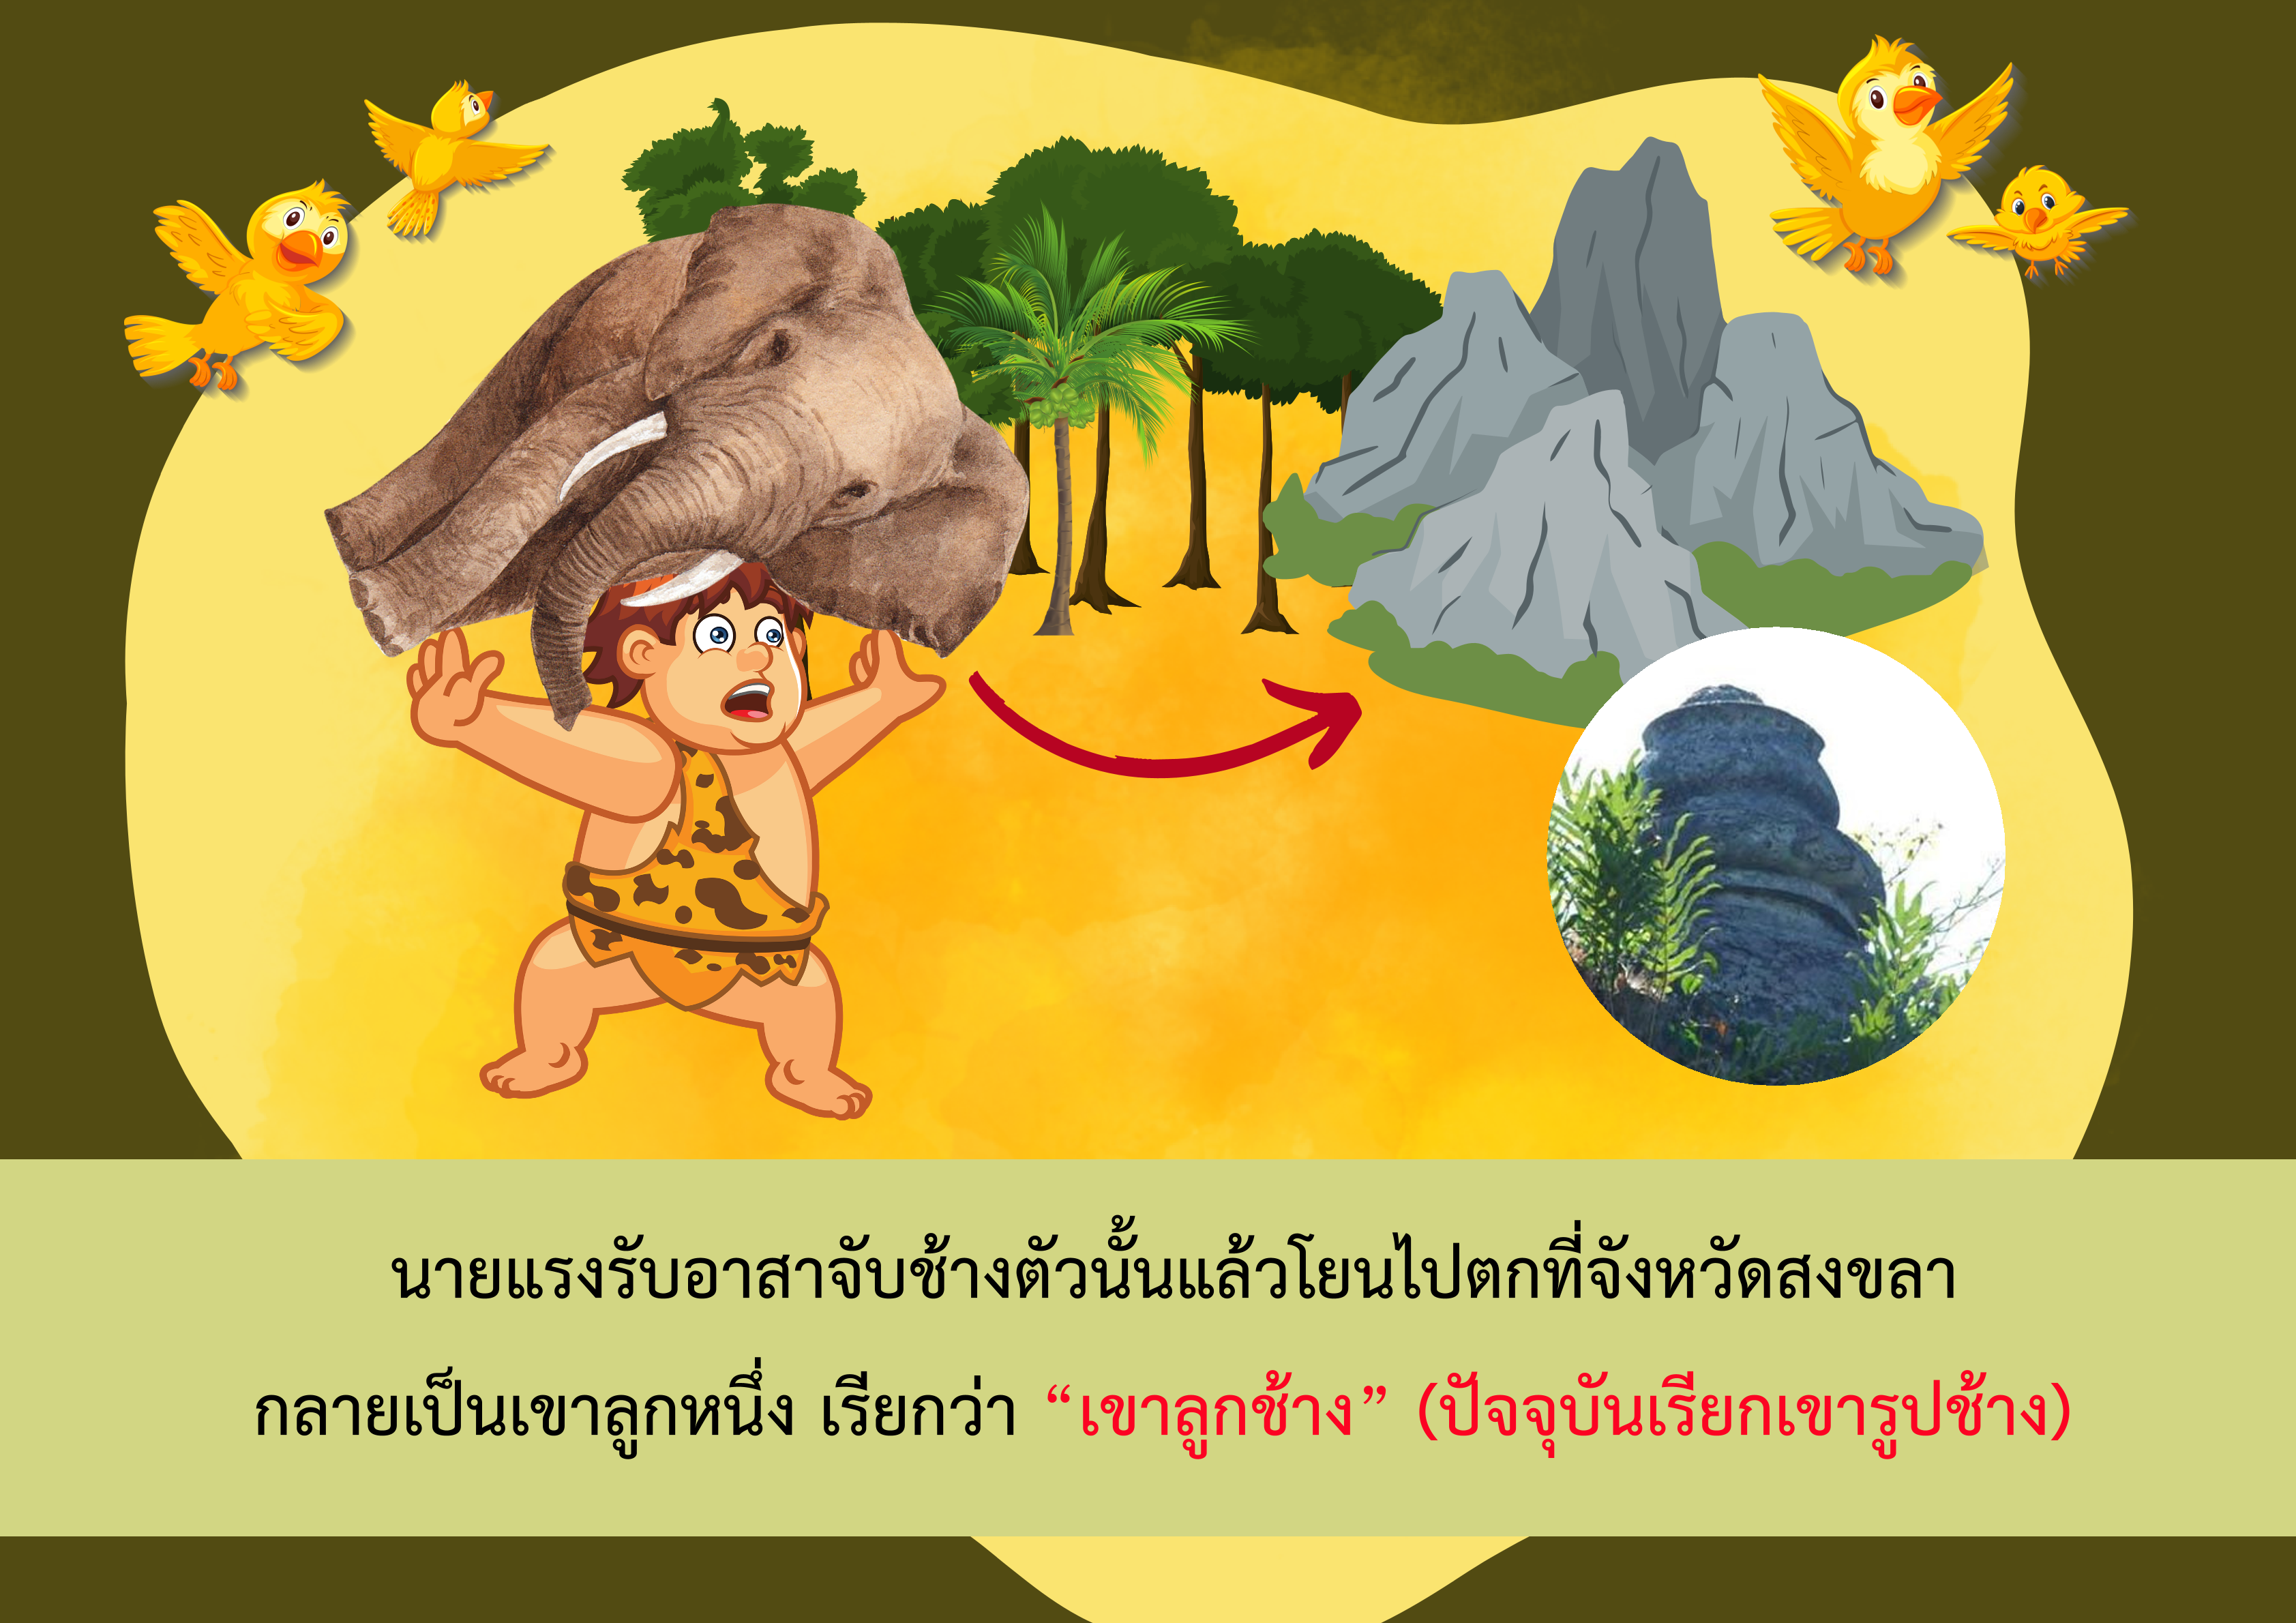 นายแรงรับอาสาจับช้างตัวนั้นแล้วโยนไปตกที่จังหวัดสงขลา
กลายเป็นเขาลูกหนึ่ง เรียกว่า “เขาลูกช้าง” (ปัจจุบันเรียกเขารูปช้าง)